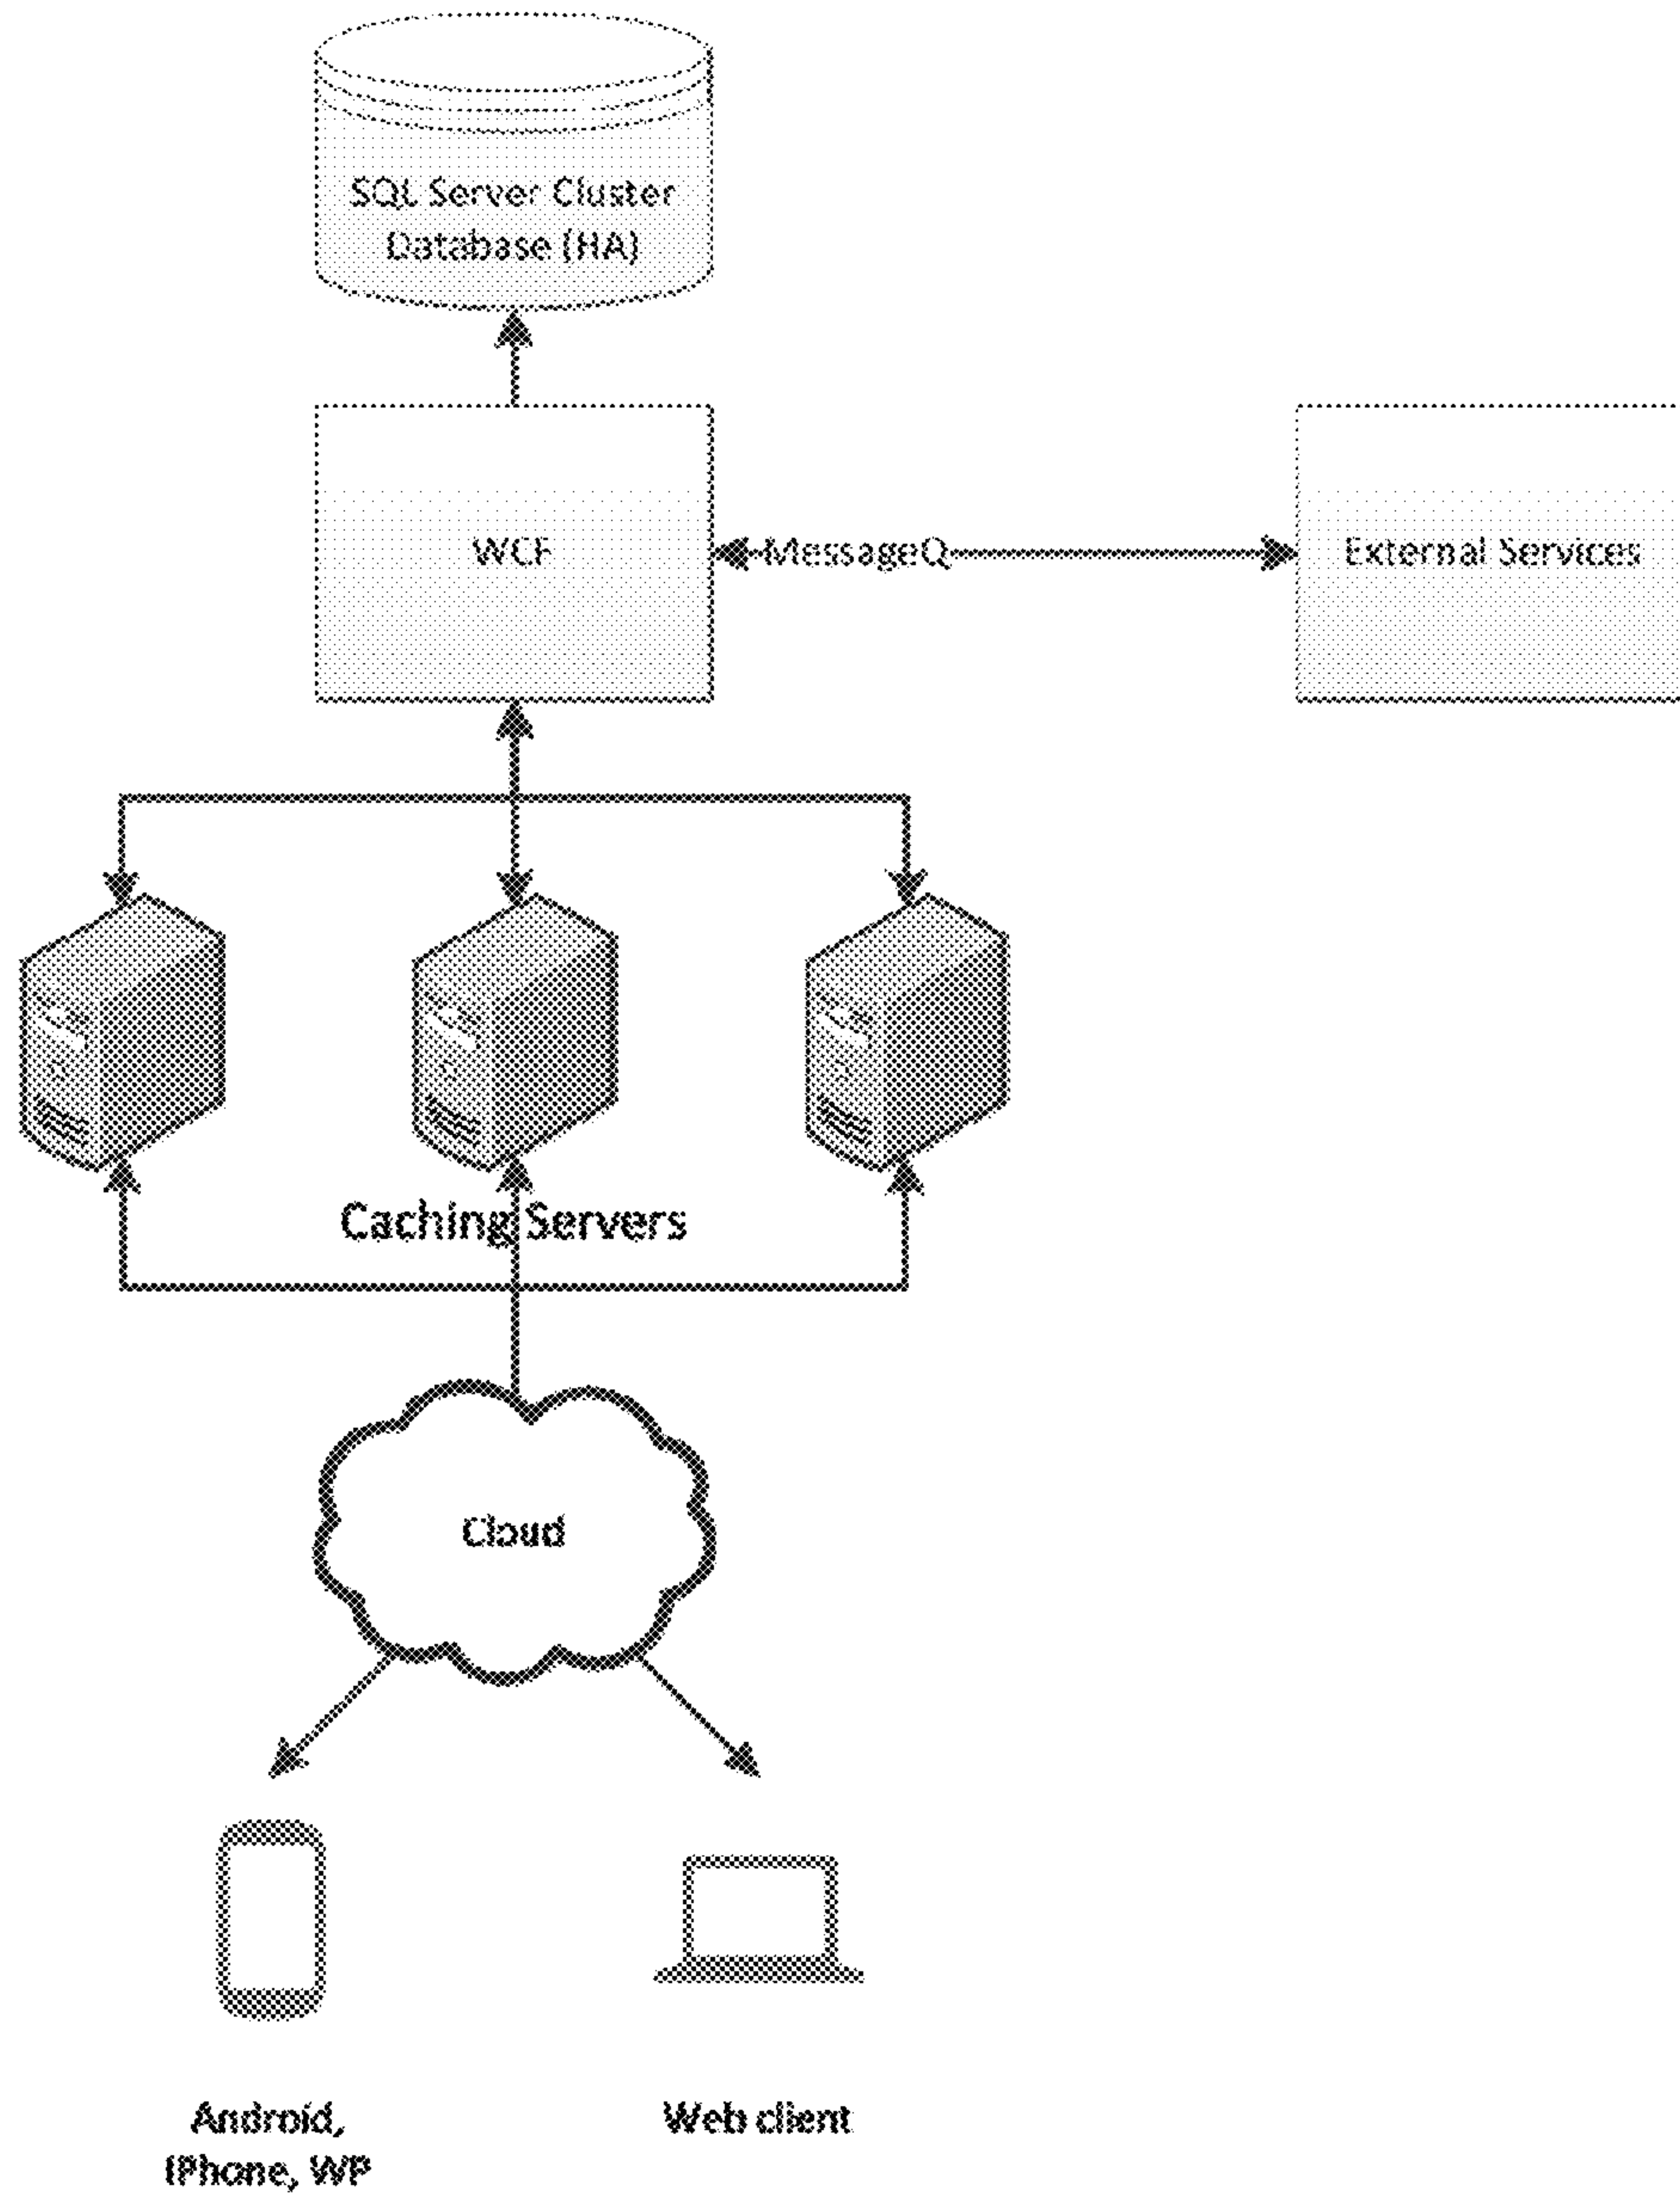 SQL Server Cluster
Database (HA)
WCF
MessageQ
External Services
Caching Servers
Cloud
Android,
IPhone, WP
Web client